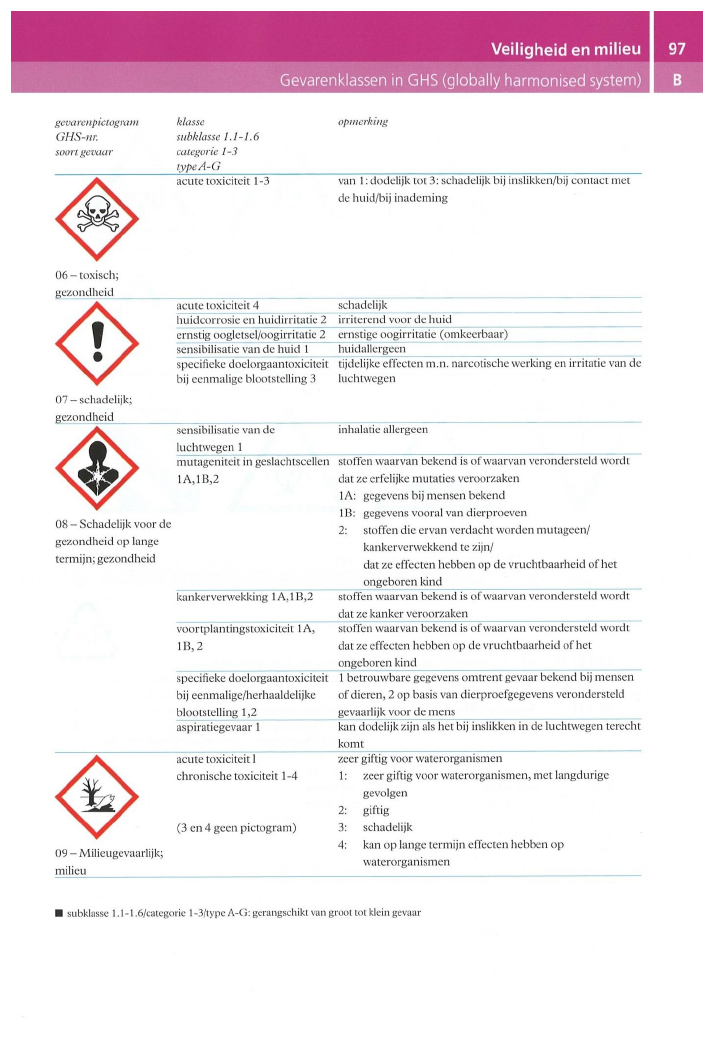 Veiligheid en milieu 97
Gevarenklassen in GHS (globally harmonised system) B
gevarenpictogram klasse opmerking
GHS-nr. subklasse 1.1-1.6
soort gevaar categorie 1-3
type A-G
acute toxiciteit 1-3 van 1: dodelijk tot 3: schadelijk bij inslikken/bij contact met
de huid/bij inademing
06 – toxisch;
gezondheid
acute toxiciteit 4 schadelijk
huidcorrosie en huidirritatie 2 irriterend voor de huid
ernstig oogletsel/oogirritatie 2 ernstige oogirritatie (omkeerbaar)
sensibilisatie van de huid 1 huidallergeen
specifieke doelorgaantoxiciteit tijdelijke effecten m.n. narcotische werking en irritatie van de
bij eenmalige blootstelling 3 luchtwegen
07 – schadelijk;
gezondheid
sensibilisatie van de inhalatie allergeen
luchtwegen 1
mutageniteit in geslachtscellen stoffen waarvan bekend is of waarvan verondersteld wordt
1A,1B,2 dat ze erfelijke mutaties veroorzaken
1A: gegevens bij mensen bekend
1B: gegevens vooral van dierproeven
08 – Schadelijk voor de 2: stoffen die ervan verdacht worden mutageen/
gezondheid op lange kankerverwekkend te zijn/
termijn; gezondheid dat ze effecten hebben op de vruchtbaarheid of het
ongeboren kind
kankerverwekking 1A,1B,2 stoffen waarvan bekend is of waarvan verondersteld wordt
dat ze kanker veroorzaken
voortplantingstoxiciteit 1A, stoffen waarvan bekend is of waarvan verondersteld wordt
1B, 2 dat ze effecten hebben op de vruchtbaarheid of het
ongeboren kind
specifieke doelorgaantoxiciteit 1 betrouwbare gegevens omtrent gevaar bekend bij mensen
bij eenmalige/herhaaldelijke of dieren, 2 op basis van dierproefgegevens verondersteld
blootstelling 1,2 gevaarlijk voor de mens
aspiratiegevaar 1 kan dodelijk zijn als het bij inslikken in de luchtwegen terecht
komt
acute toxiciteit 1 zeer giftig voor waterorganismen
chronische toxiciteit 1-4 1: zeer giftig voor waterorganismen, met langdurige
gevolgen
2: giftig
(3 en 4 geen pictogram) 3: schadelijk
09 – Milieugevaarlijk; 4: kan op lange termijn effecten hebben op
milieu waterorganismen
■ subklasse 1.1-1.6/categorie 1-3/type A-G: gerangschikt van groot tot klein gevaar